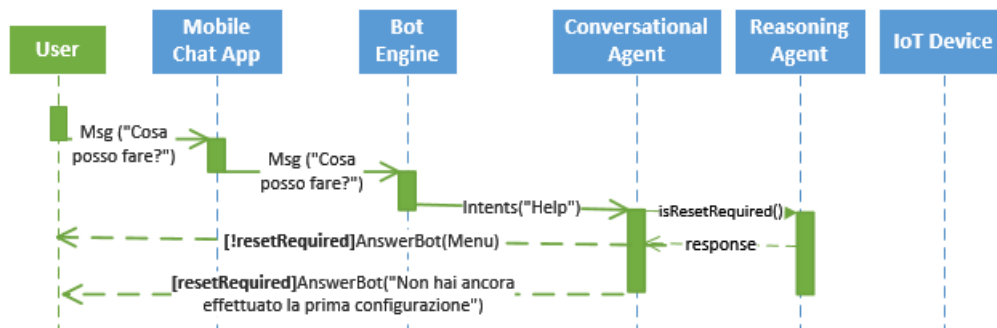 User
Mobile
Chat App
Bot
Engine
Conversational
Agent
Reasoning
Agent
IoT Device
Msg ("Cosa
posso fare?")
Msg ("Cosa
posso fare?")
Intents("Help")
isResetRequired()
[!resetRequired]AnswerBot(Menu)
response
[resetRequired]AnswerBot("Non hai ancora
effettuato la prima configurazione")